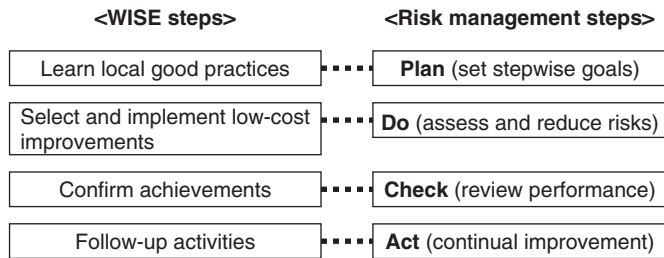 <WISE steps> <Risk management steps>
Learn local good practices Plan (set stepwise goals)
Select and implement low-cost
improvements Do (assess and reduce risks)
Confirm achievements Check (review performance)
Follow-up activities Act (continual improvement)